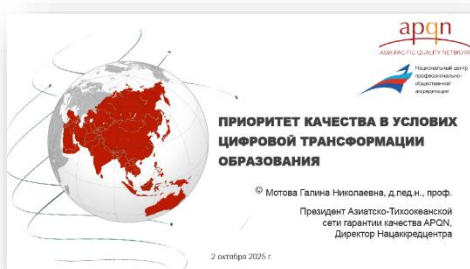 apqn
ASIA-PACIFIC QUALITY NETWORK
Национальный центр
профессионально-
общественной
аккредитации
ПРИОРИТЕТ КАЧЕСТВА В УСЛОВИЯХ
ЦИФРОВОЙ ТРАНСФОРМАЦИИ
ОБРАЗОВАНИЯ
© Мотова Галина Николаевна, д.пед.н., проф.
Президент Азиатско-Тихоокеанской
сети гарантии качества APQN,
Директор Нацаккредцентра
2 октября 2025 г.